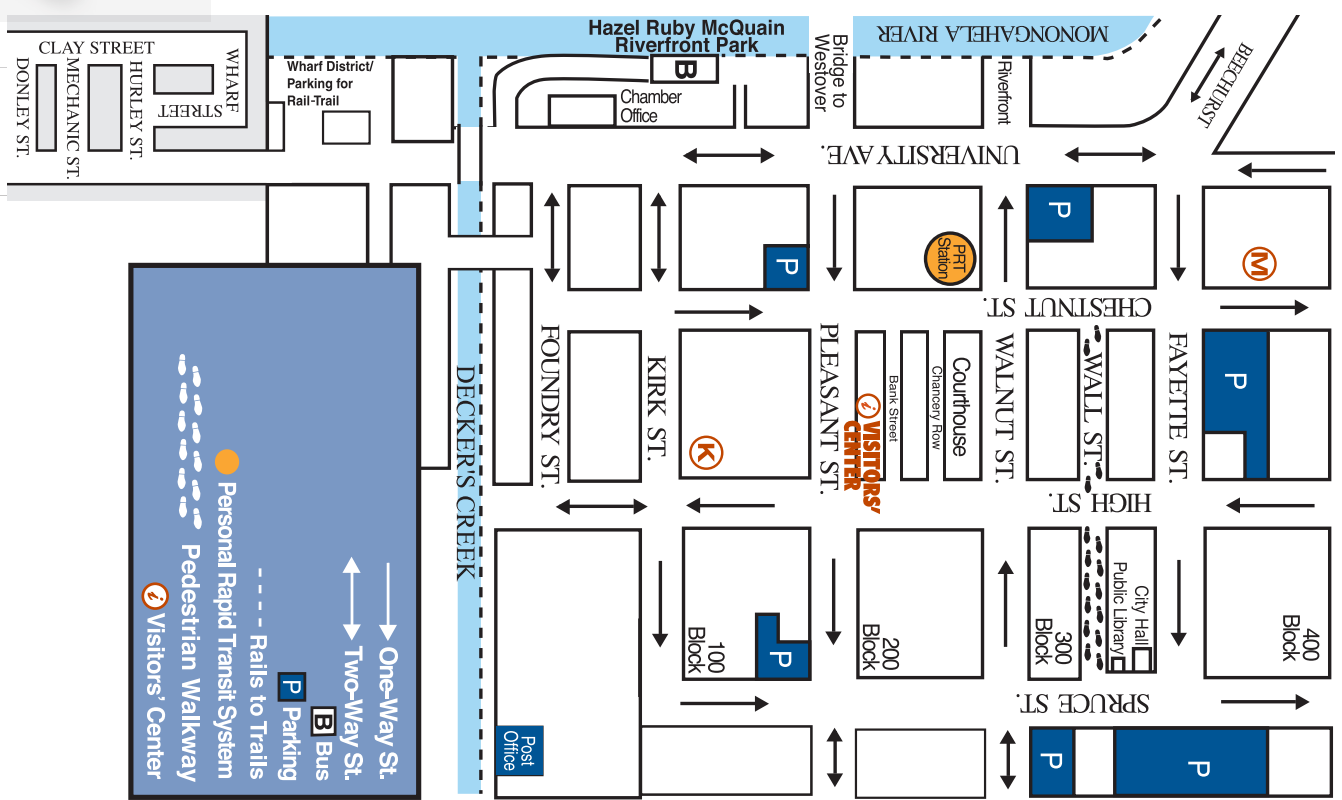 Hazel Ruby McQuain
Riverfront Park
MONONGAHELA RIVER
BEECHURST
Bridge to
Westover
Riverfront
B
Chamber
Office
Wharf District/
Parking for
Rail-Trail
CLAY STREET
WHARF
STREET
HURLEY ST.
MECHANIC ST.
DONLEY ST.
UNIVERSITY AVE.
P
P
PRT
Station
M
CHESTNUT ST.
FOUNDRY ST.
KIRK ST.
PLEASANT ST.
WALNUT ST.
WALL ST.
FAYETTE ST.
DECKER'S CREEK
K
i VISITORS'
CENTER
Bank Street
Chancery Row
Courthouse
P
HIGH ST.
100
Block
200
Block
300
Block
400
Block
City Hall
Public Library
P
SPRUCE ST.
Post
Office
P
P
One-Way St.
Two-Way St.
B Bus
P Parking
Rails to Trails
Personal Rapid Transit System
Pedestrian Walkway
i Visitors' Center